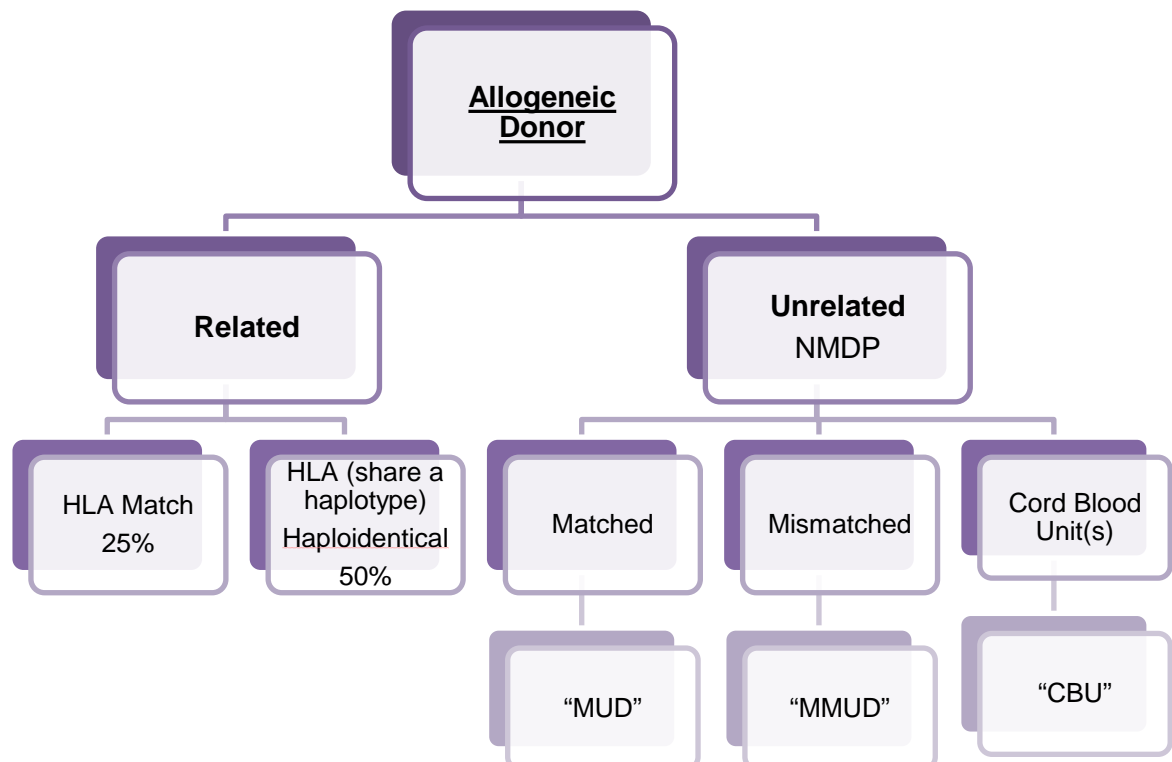 Allogeneic
Donor
Related
Unrelated
NMDP
HLA Match
25%
HLA (share a
haplotype)
Haploidentical
50%
Matched
Mismatched
Cord Blood
Unit(s)
“MUD”
“MMUD”
“CBU”